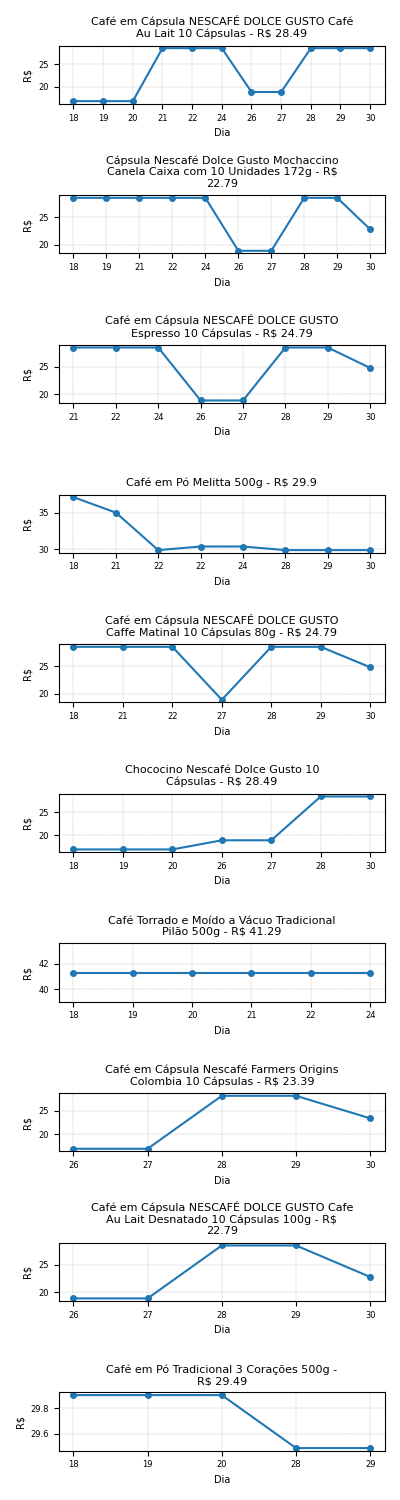 Café em Cápsula NESCAFÉ DOLCE GUSTO Café
Au Lait 10 Cápsulas - R$ 28.49
25
20
R$
18 19 20 21 22 24 26 27 28 29 30
Dia
Cápsula Nescafé Dolce Gusto Mochaccino
Canela Caixa com 10 Unidades 172g - R$
22.79
25
20
R$
18 19 21 22 24 26 27 28 29 30
Dia
Café em Cápsula NESCAFÉ DOLCE GUSTO
Espresso 10 Cápsulas - R$ 24.79
25
20
R$
21 22 24 26 27 28 29 30
Dia
Café em Pó Melitta 500g - R$ 29.9
35
30
R$
18 21 22 22 24 28 29 30
Dia
Café em Cápsula NESCAFÉ DOLCE GUSTO
Caffe Matinal 10 Cápsulas 80g - R$ 24.79
25
20
R$
18 21 22 27 28 29 30
Dia
Chococino Nescafé Dolce Gusto 10
Cápsulas - R$ 28.49
25
20
R$
18 19 20 26 27 28 30
Dia
Café Torrado e Moído a Vácuo Tradicional
Pilão 500g - R$ 41.29
42
40
R$
18 19 20 21 22 24
Dia
Café em Cápsula Nescafé Farmers Origins
Colombia 10 Cápsulas - R$ 23.39
25
20
R$
26 27 28 29 30
Dia
Café em Cápsula NESCAFÉ DOLCE GUSTO Cafe
Au Lait Desnatado 10 Cápsulas 100g - R$
22.79
25
20
R$
26 27 28 29 30
Dia
Café em Pó Tradicional 3 Corações 500g -
R$ 29.49
29.8
29.6
R$
18 19 20 28 29
Dia